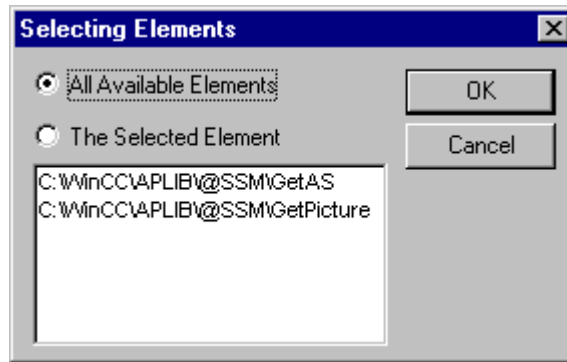 Selecting Elements
All Available Elements
OK
The Selected Element
Cancel
C:\WinCC\APLIB\@SSM\GetAS
C:\WinCC\APLIB\@SSM\GetPicture